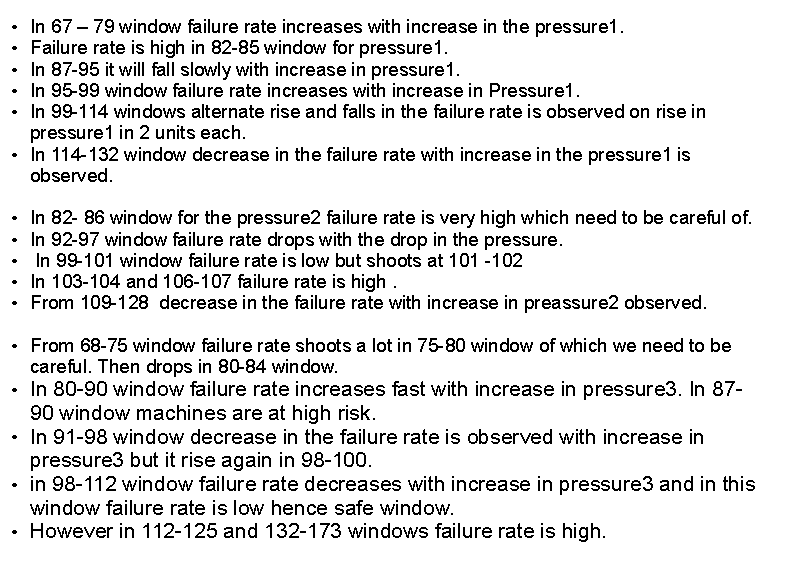 • In 67 – 79 window failure rate increases with increase in the pressure1.
• Failure rate is high in 82-85 window for pressure1.
• In 87-95 it will fall slowly with increase in pressure1.
• In 95-99 window failure rate increases with increase in Pressure1.
• In 99-114 windows alternate rise and falls in the failure rate is observed on rise in
pressure1 in 2 units each.
• In 114-132 window decrease in the failure rate with increase in the pressure1 is
observed.
• In 82- 86 window for the pressure2 failure rate is very high which need to be careful of.
• In 92-97 window failure rate drops with the drop in the pressure.
• In 99-101 window failure rate is low but shoots at 101 -102
• In 103-104 and 106-107 failure rate is high .
• From 109-128 decrease in the failure rate with increase in preassure2 observed.
• From 68-75 window failure rate shoots a lot in 75-80 window of which we need to be
careful. Then drops in 80-84 window.
• In 80-90 window failure rate increases fast with increase in pressure3. In 87-
90 window machines are at high risk.
• In 91-98 window decrease in the failure rate is observed with increase in
pressure3 but it rise again in 98-100.
• in 98-112 window failure rate decreases with increase in pressure3 and in this
window failure rate is low hence safe window.
• However in 112-125 and 132-173 windows failure rate is high.